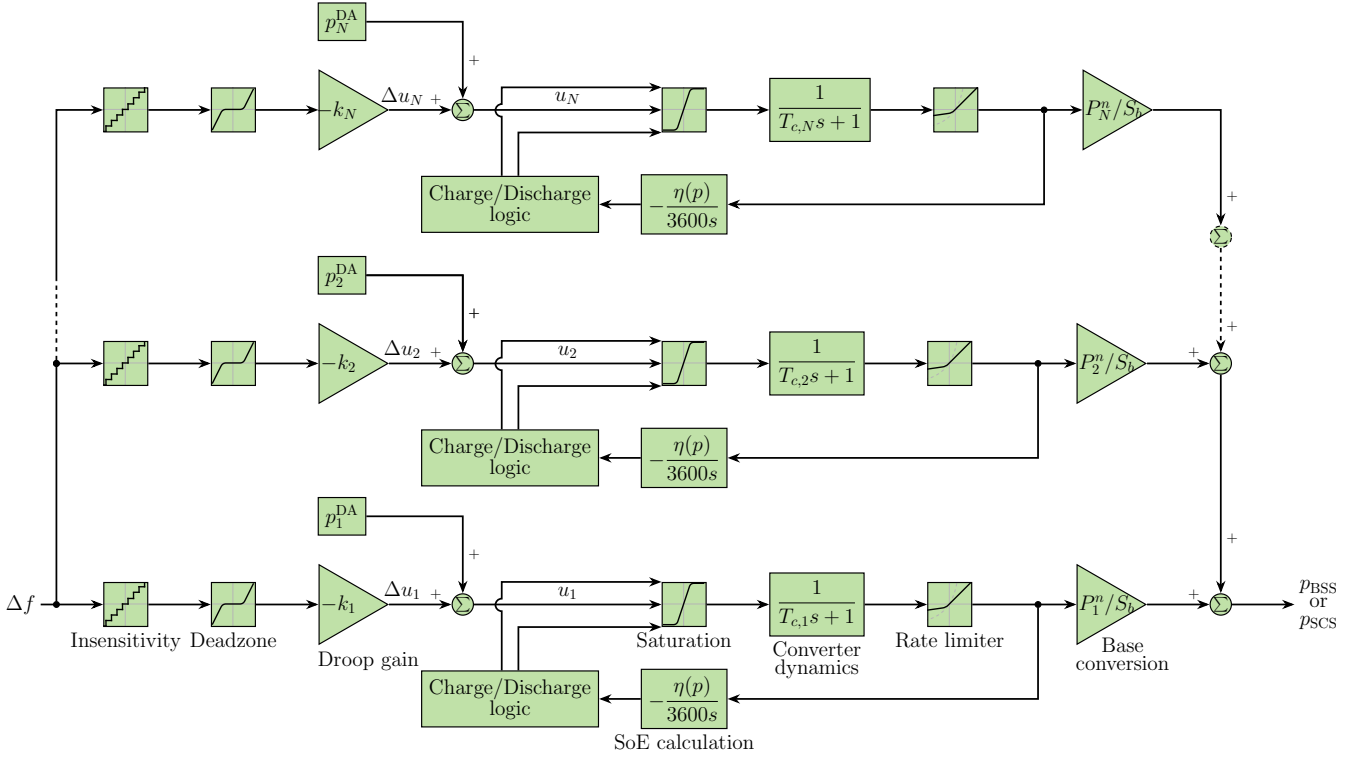 p_N^DA
-k_N
Δu_N +
+
Σ
u_N
1
T_{c,N}s + 1
P_N^n/S_b
Charge/Discharge
logic
-η(p)
3600s
+
Σ
p_2^DA
+
+
-k_2
Δu_2 +
Σ
u_2
1
T_{c,2}s + 1
P_2^n/S_b
+
Σ
Charge/Discharge
logic
-η(p)
3600s
p_1^DA
+
+
Δf
-k_1
Δu_1 +
Σ
u_1
1
T_{c,1}s + 1
P_1^n/S_b
+
Σ
p_BSS
or
p_SCS
Insensitivity Deadzone
Droop gain
Saturation
Converter
dynamics
Rate limiter
Base
conversion
Charge/Discharge
logic
-η(p)
3600s
SoE calculation